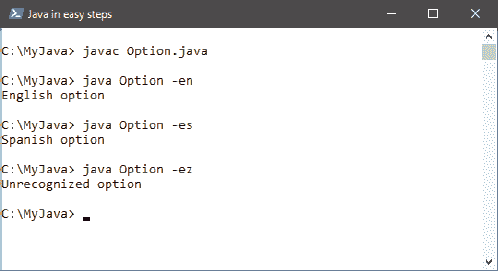 Java in easy steps
C:\MyJava> javac Option.java
C:\MyJava> java Option -en
English option
C:\MyJava> java Option -es
Spanish option
C:\MyJava> java Option -ez
Unrecognized option
C:\MyJava>